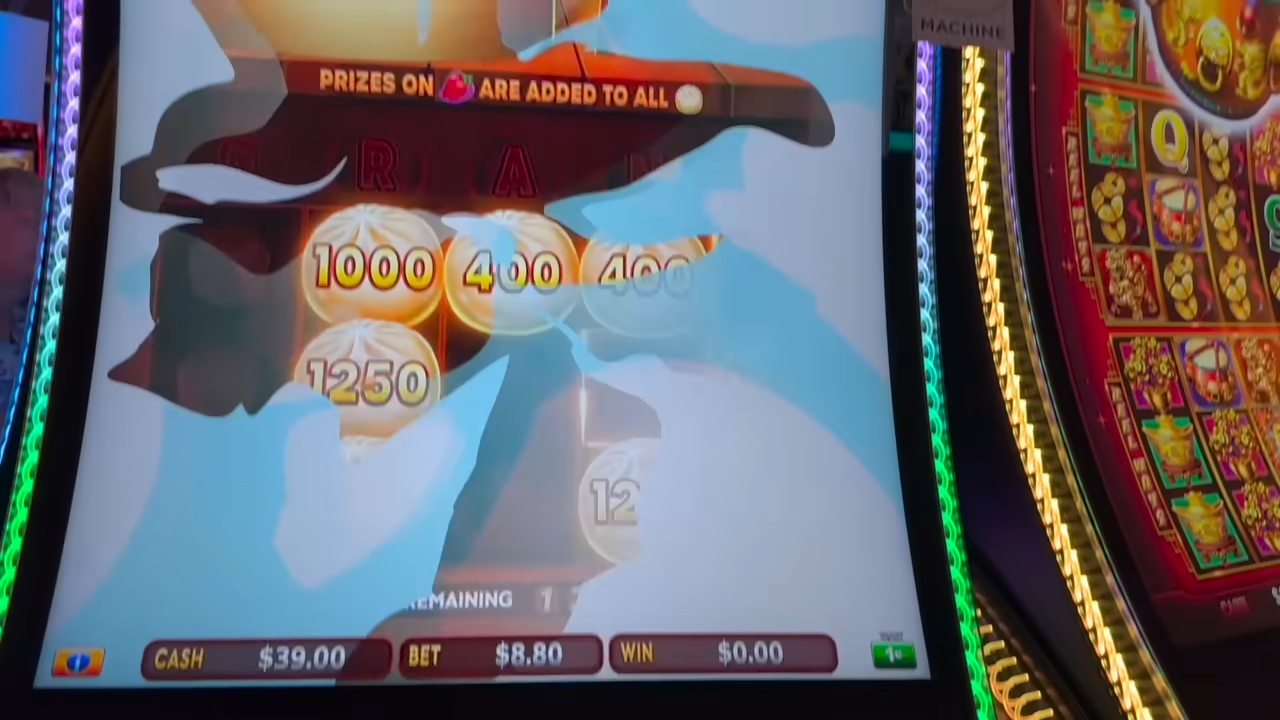 MACHINE
PRIZES ON ARE ADDED TO ALL
R A
1000 400 400
1250
REMAINING 1
CASH $39.00 BET $8.80 WIN $0.00
1¢
Q